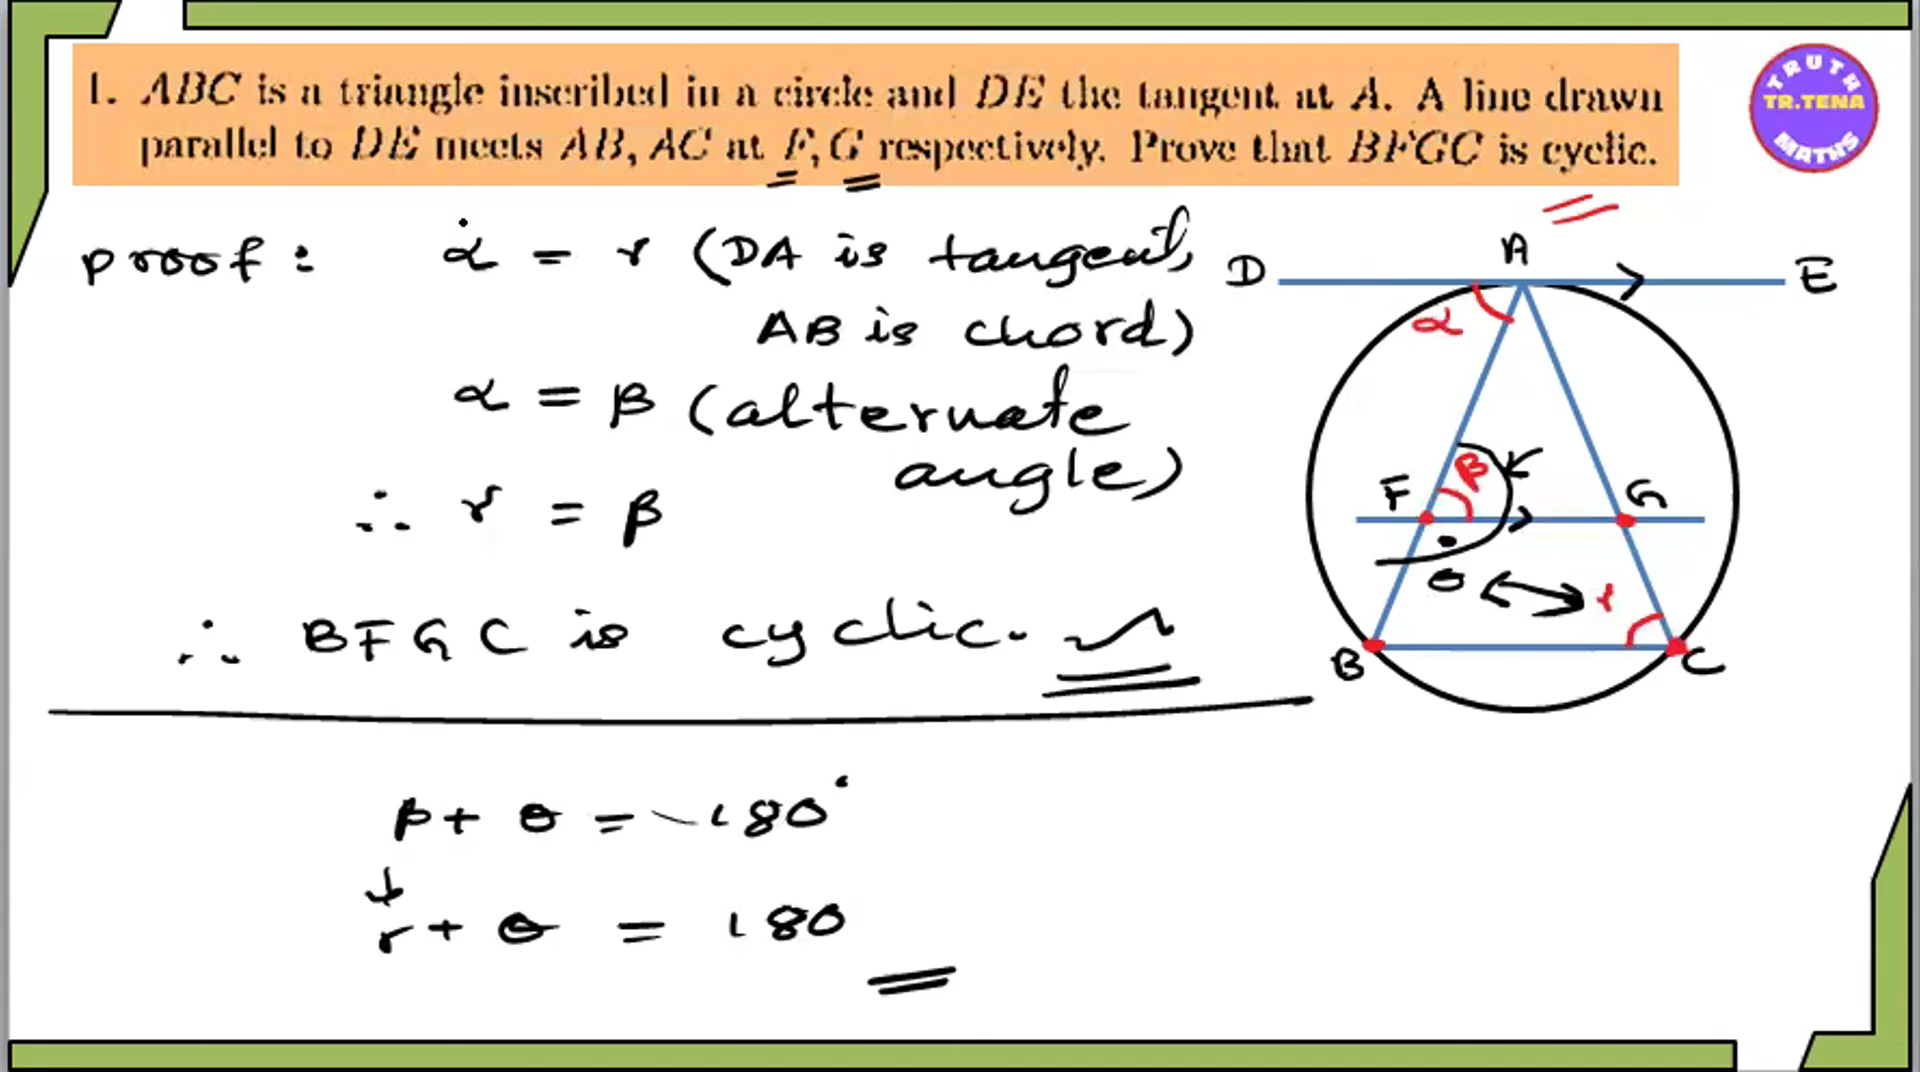 1. ABC is a triangle inscribed in a circle and DE the tangent at A. A line drawn
parallel to DE meets AB, AC at F, G respectively. Prove that BFGC is cyclic.
TRUTH
TR.TENA
MATHS
proof : α = r (DA is tangent,
AB is chord)
α = β (alternate
angle)
∴ r = β
∴ BFGC is cyclic.
β + θ = 180°
r + θ = 180
D A E
α
F β G
θ r
B C